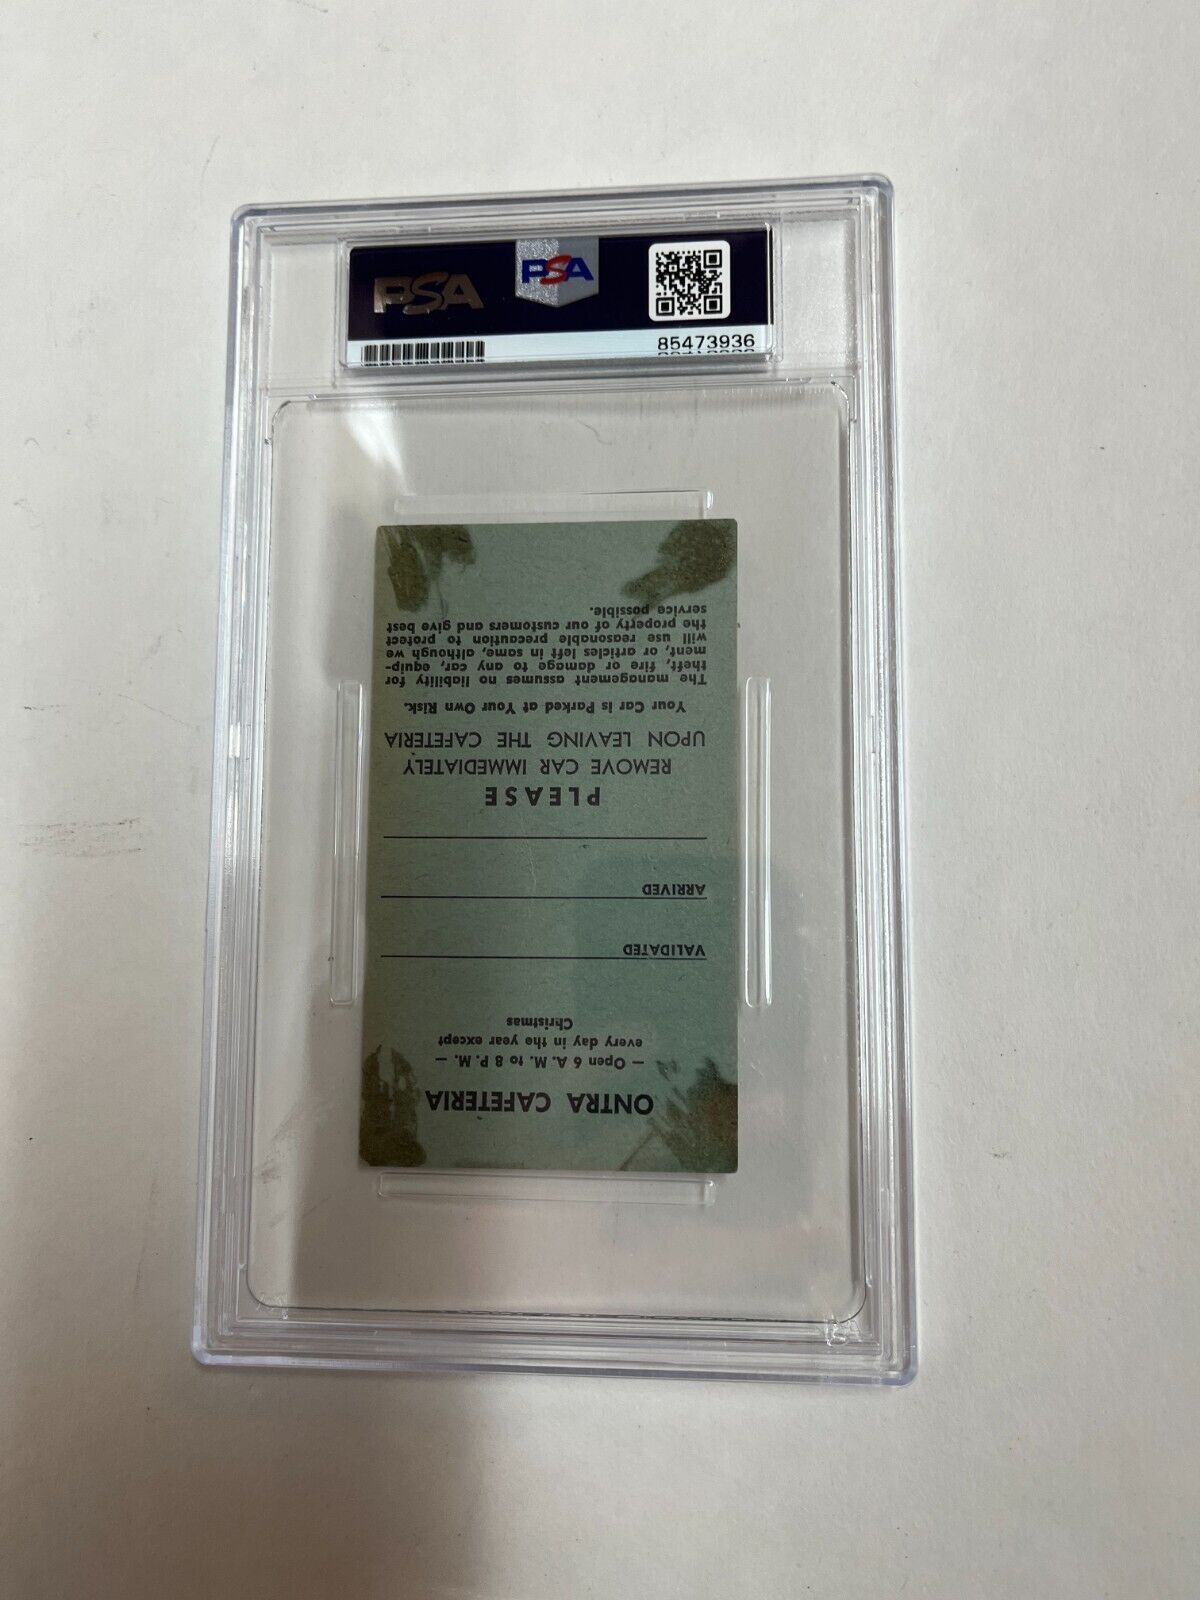 PSA
PSA
85473936
ONTRA CAFETERIA
— Open 6 A. M. to 8 P. M. —
every day in the year except
Christmas
VALIDATED
ARRIVED
PLEASE
REMOVE CAR IMMEDIATELY
UPON LEAVING THE CAFETERIA
Your Car is Parked at Your Own Risk.
The management assumes no liability for
theft, fire or damage to any car, equip-
ment, or articles left in same, although we
will use reasonable precaution to protect
the property of our customers and give best
service possible.